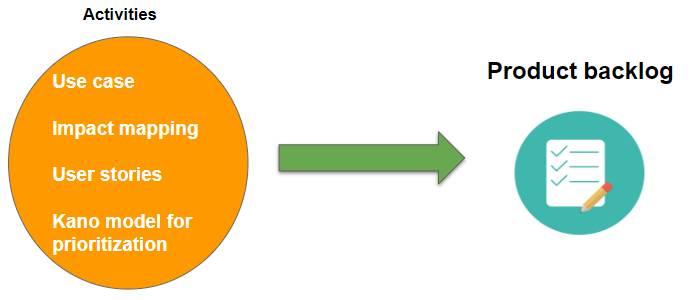 Activities
Use case
Impact mapping
User stories
Kano model for
prioritization
Product backlog